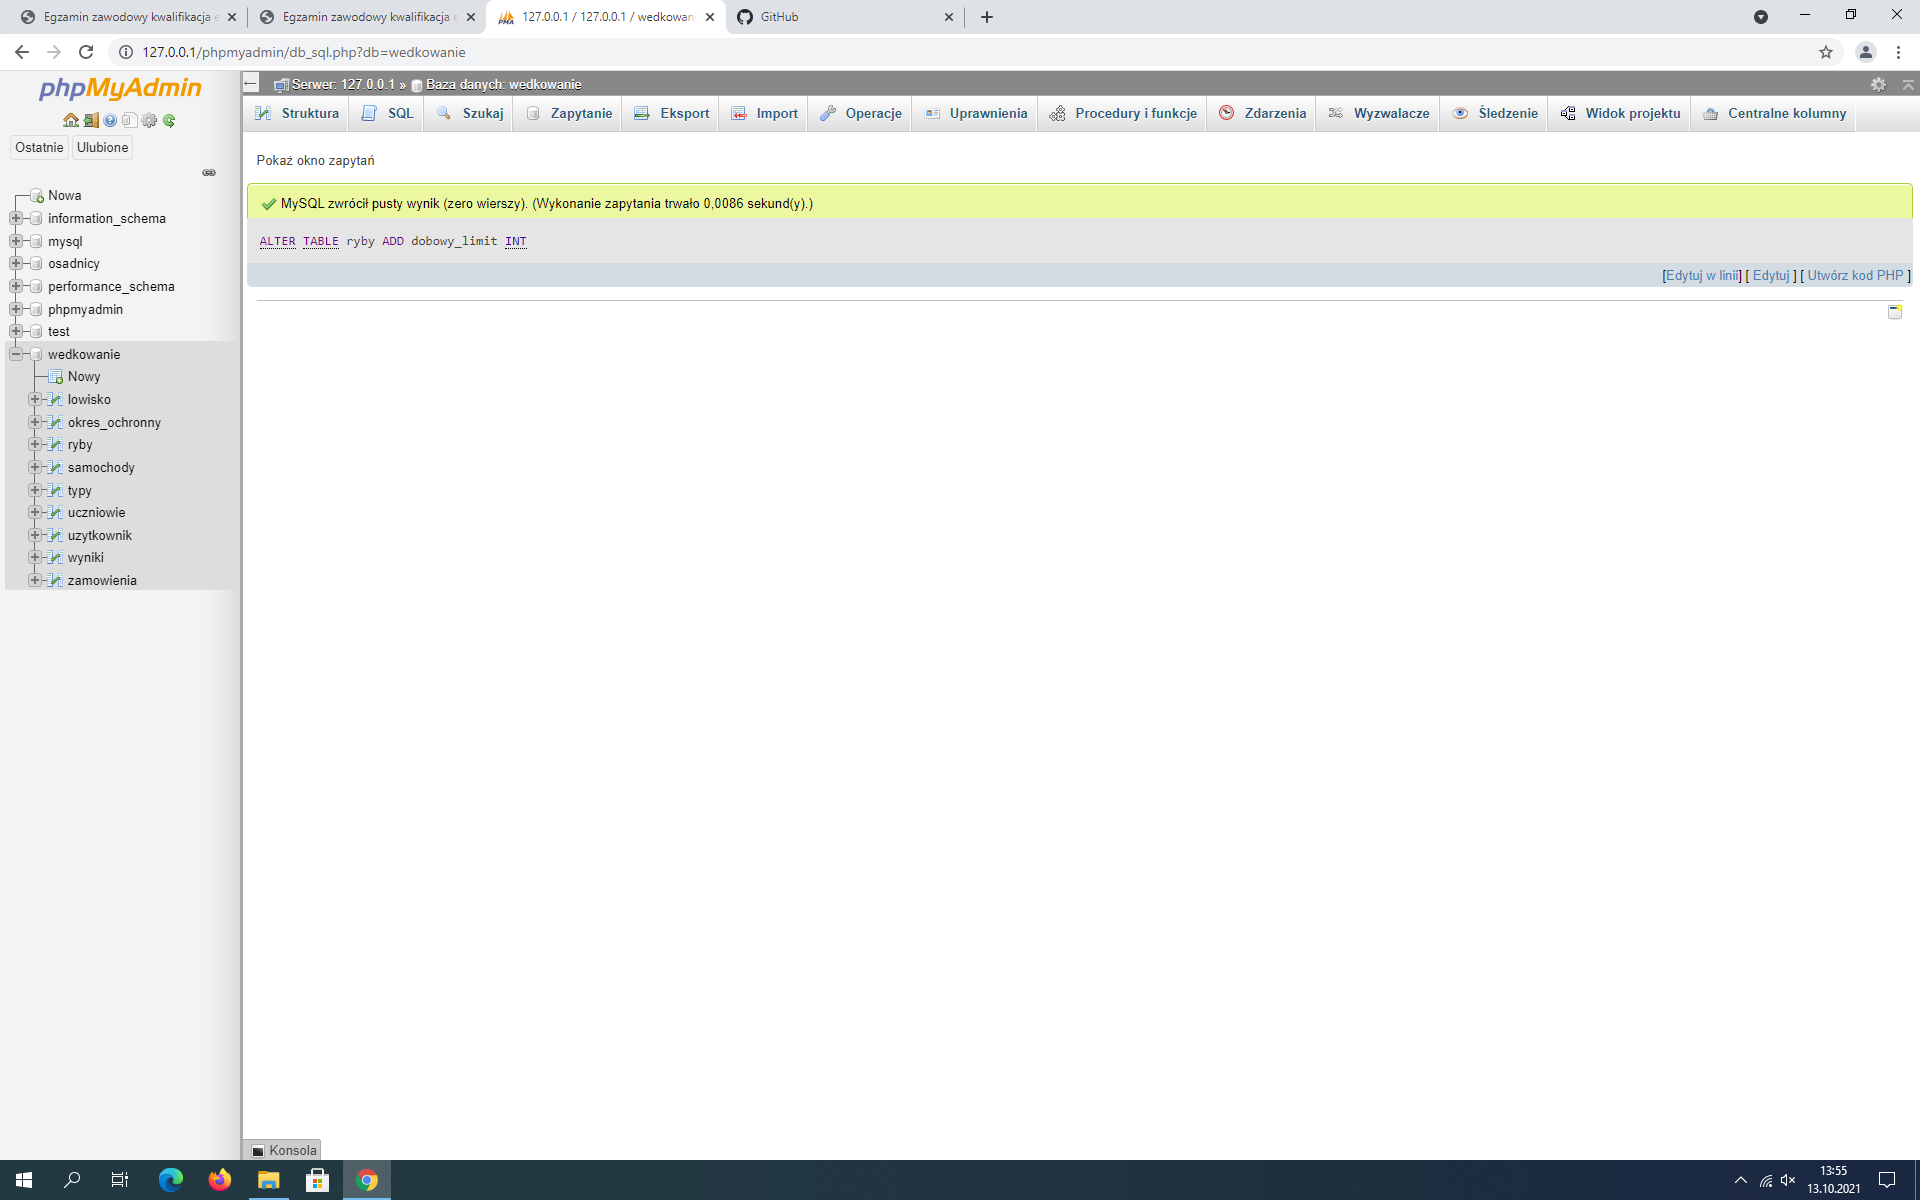 Egzamin zawodowy kwalifikacja
Egzamin zawodowy kwalifikacja
127.0.0.1 / 127.0.0.1 / wedkowan
GitHub
127.0.0.1/phpmyadmin/db_sql.php?db=wedkowanie
phpMyAdmin
Ostatnie
Ulubione
Nowa
information_schema
mysql
osadnicy
performance_schema
phpmyadmin
test
wedkowanie
Nowy
lowisko
okres_ochronny
ryby
samochody
typy
uczniowie
uzytkownik
wyniki
zamowienia
Serwer: 127.0.0.1 » Baza danych: wedkowanie
Struktura
SQL
Szukaj
Zapytanie
Eksport
Import
Operacje
Uprawnienia
Procedury i funkcje
Zdarzenia
Wyzwalacze
Śledzenie
Widok projektu
Centralne kolumny
Pokaż okno zapytań
MySQL zwrócił pusty wynik (zero wierszy). (Wykonanie zapytania trwało 0,0086 sekund(y).)
ALTER TABLE ryby ADD dobowy_limit INT
[Edytuj w linii] [ Edytuj ] [ Utwórz kod PHP ]
Konsola
13:55
13.10.2021